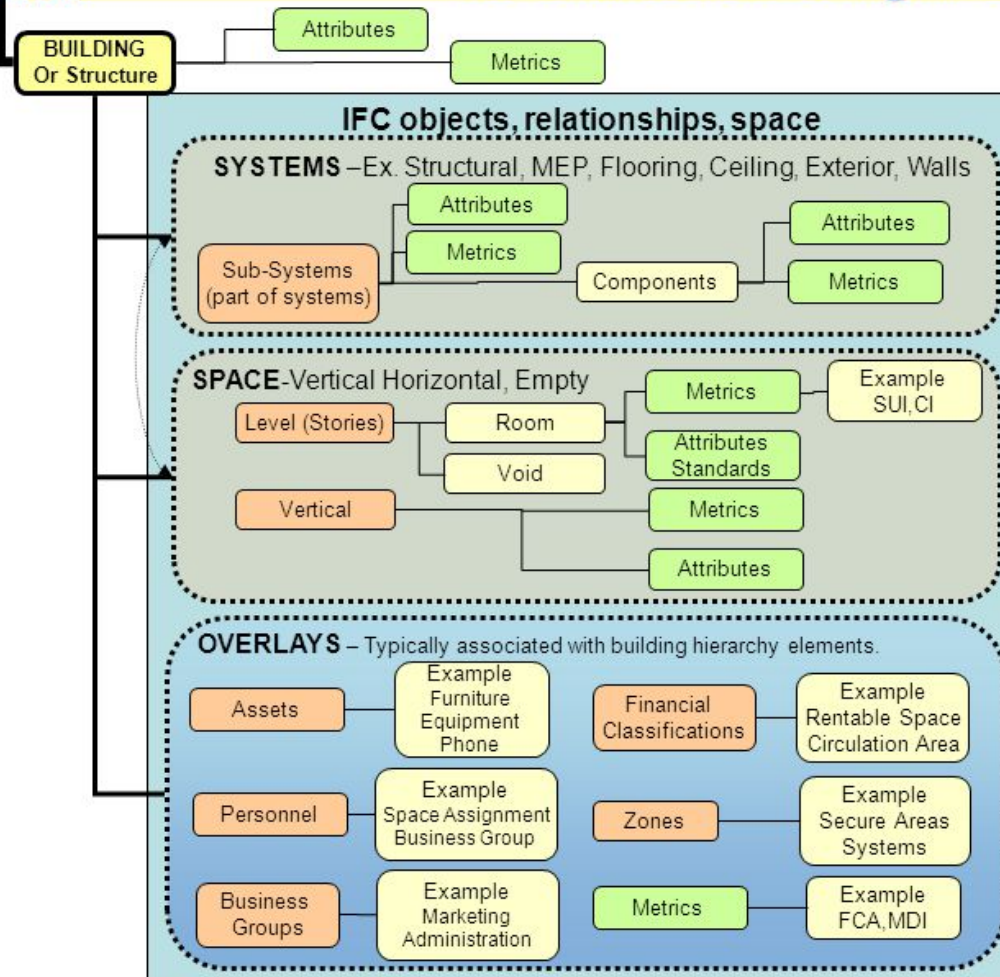 Attributes
BUILDING
Or Structure
Metrics
IFC objects, relationships, space
SYSTEMS –Ex. Structural, MEP, Flooring, Ceiling, Exterior, Walls
Attributes
Attributes
Metrics
Sub-Systems
(part of systems)
Components
Metrics
SPACE-Vertical Horizontal, Empty
Metrics
Example
SUI,CI
Level (Stories)
Room
Attributes
Standards
Void
Vertical
Metrics
Attributes
OVERLAYS – Typically associated with building hierarchy elements.
Assets
Example
Furniture
Equipment
Phone
Financial
Classifications
Example
Rentable Space
Circulation Area
Personnel
Example
Space Assignment
Business Group
Zones
Example
Secure Areas
Systems
Business
Groups
Example
Marketing
Administration
Metrics
Example
FCA,MDI